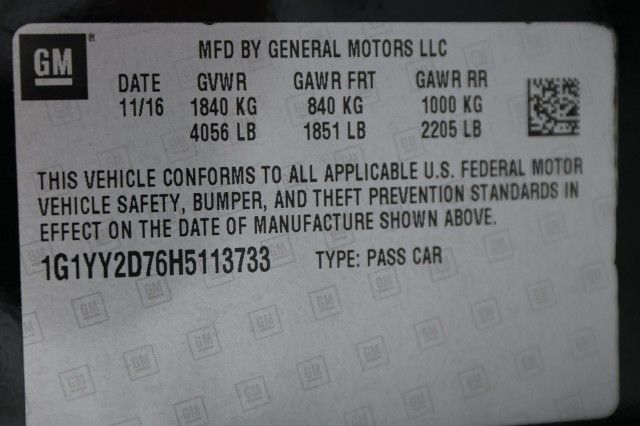 GM
MFD BY GENERAL MOTORS LLC
DATE GVWR GAWR FRT GAWR RR
11/16 1840 KG 840 KG 1000 KG
4056 LB 1851 LB 2205 LB
THIS VEHICLE CONFORMS TO ALL APPLICABLE U.S. FEDERAL MOTOR
VEHICLE SAFETY, BUMPER, AND THEFT PREVENTION STANDARDS IN
EFFECT ON THE DATE OF MANUFACTURE SHOWN ABOVE.
1G1YY2D76H5113733 TYPE: PASS CAR